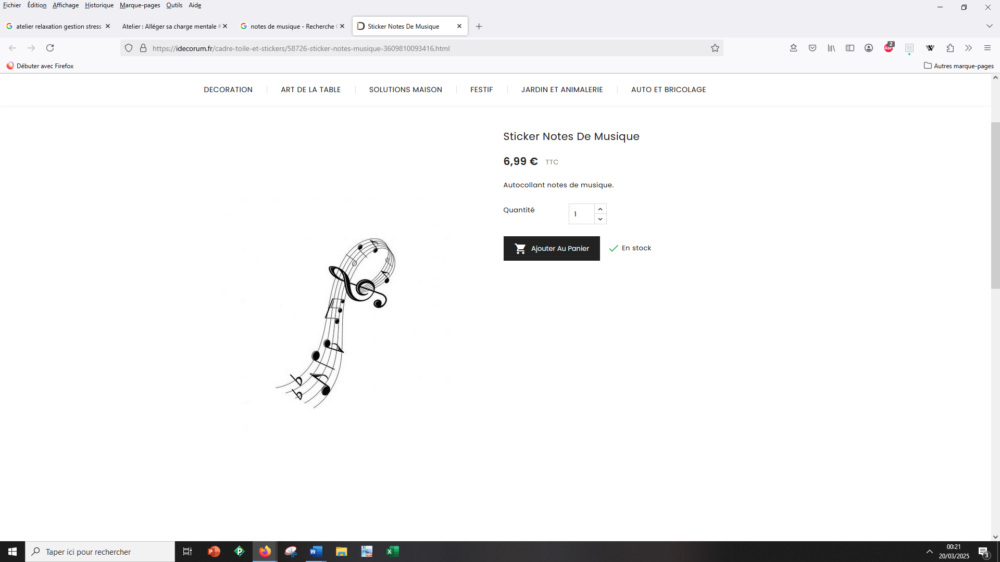 Fichier Édition Affichage Historique Marque-pages Outils Aide
atelier relaxation gestion stress
Atelier : Alléger sa charge mentale
notes de musique - Recherche
Sticker Notes De Musique
https://idecorum.fr/cadre-toile-et-stickers/58726-sticker-notes-musique-3609810093416.html
ABP 2
Débuter avec Firefox
Autres marque-pages
DECORATION
ART DE LA TABLE
SOLUTIONS MAISON
FESTIF
JARDIN ET ANIMALERIE
AUTO ET BRICOLAGE
Sticker Notes De Musique
6,99 € TTC
Autocollant notes de musique.
Quantité
1
Ajouter Au Panier
En stock
Taper ici pour rechercher
00:21
20/03/2025
3